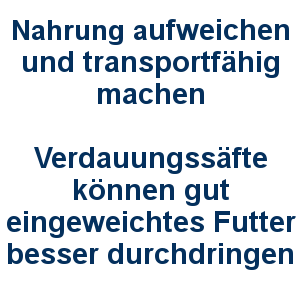 Nahrung aufweichen
und transportfähig
machen
Verdauungssäfte
können gut
eingeweichtes Futter
besser durchdringen